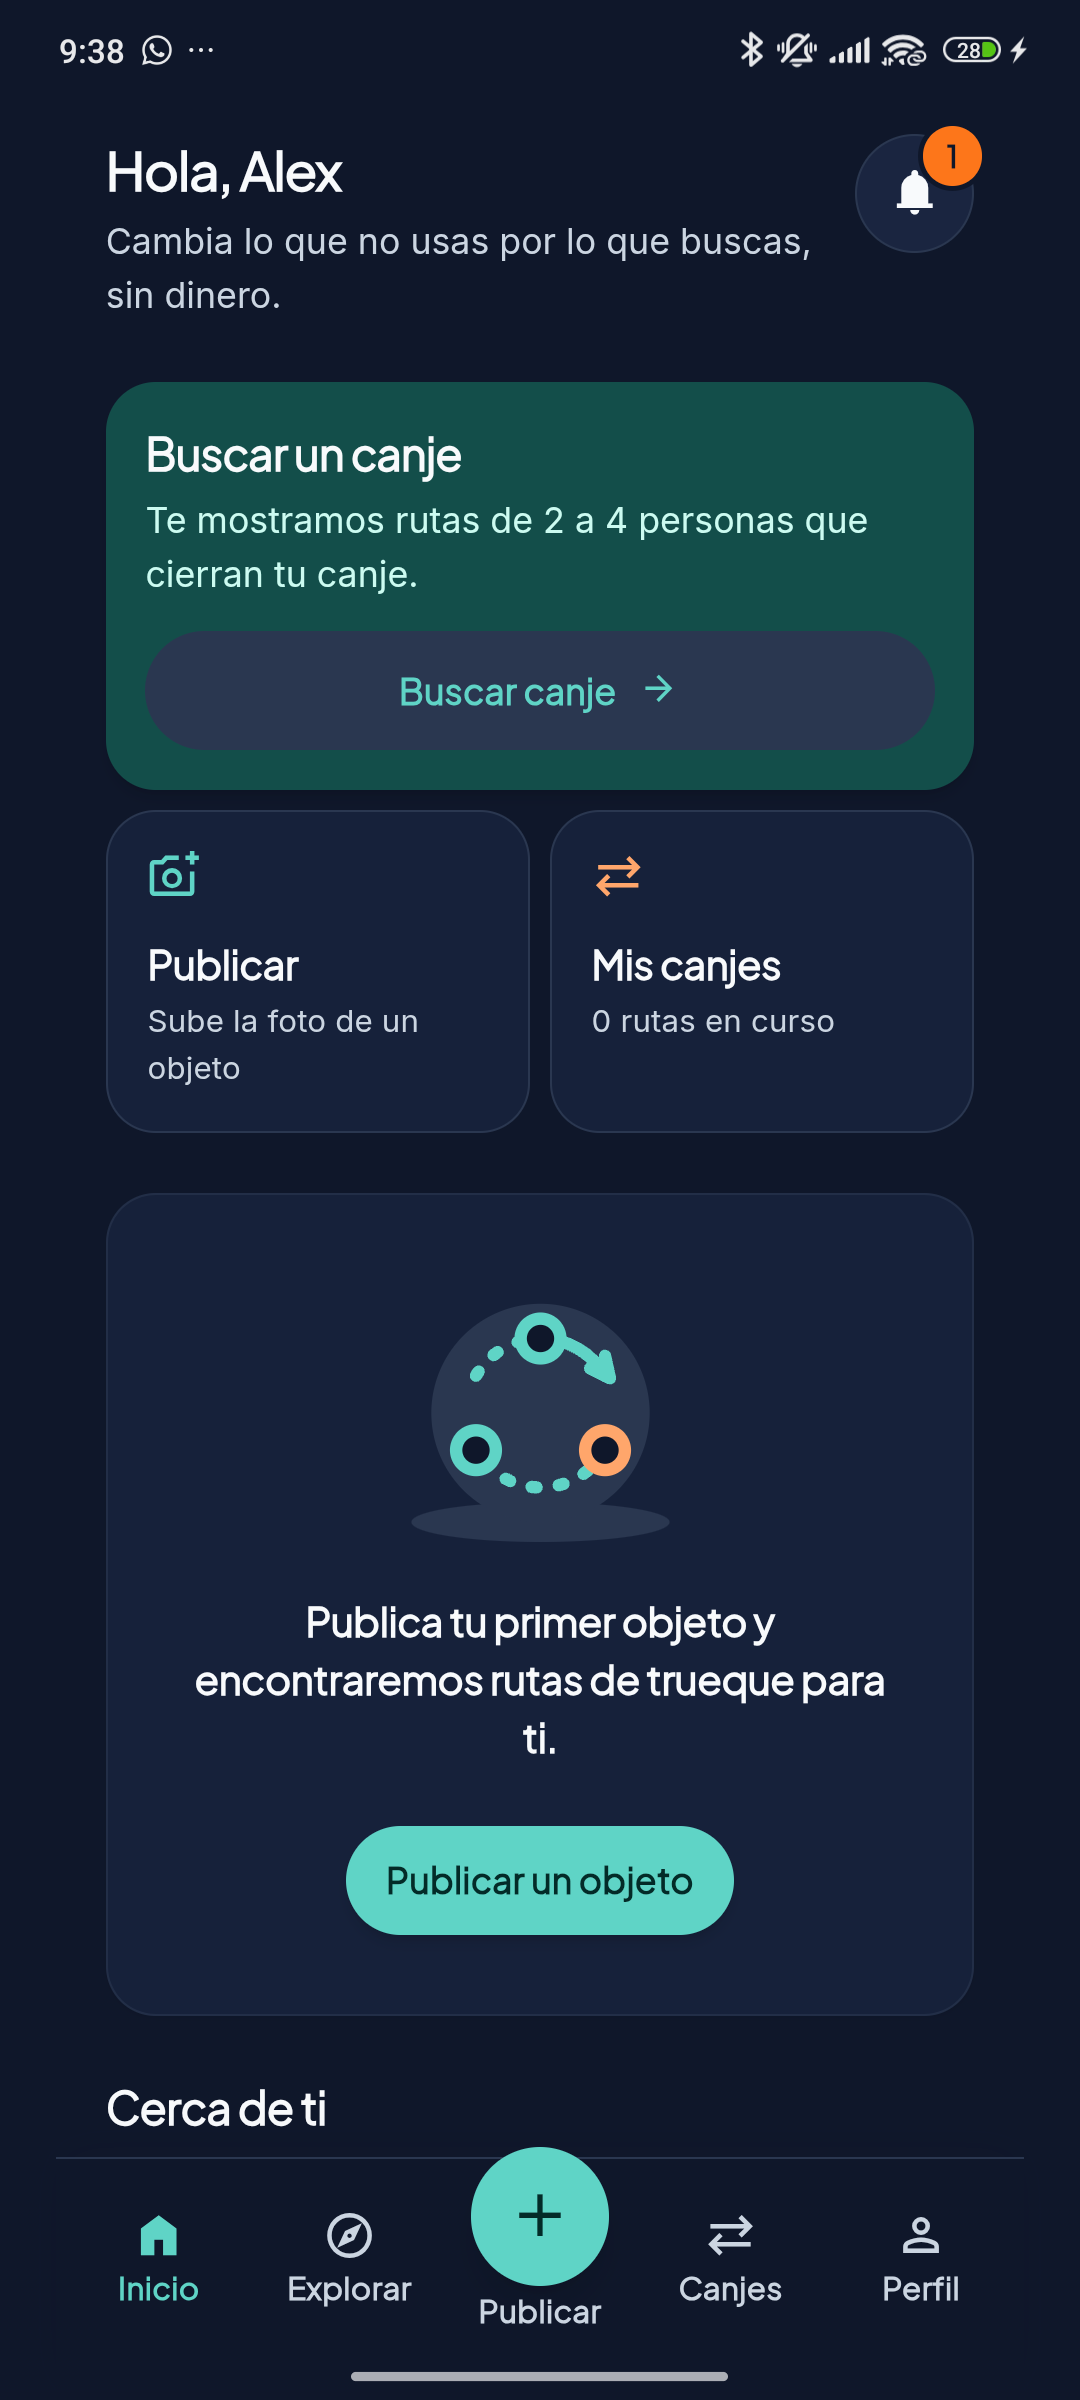 9:38
28
Hola, Alex
1
Cambia lo que no usas por lo que buscas,
sin dinero.
Buscar un canje
Te mostramos rutas de 2 a 4 personas que
cierran tu canje.
Buscar canje
Publicar
Sube la foto de un
objeto
Mis canjes
0 rutas en curso
Publica tu primer objeto y
encontraremos rutas de trueque para
ti.
Publicar un objeto
Cerca de ti
Inicio
Explorar
Publicar
Canjes
Perfil